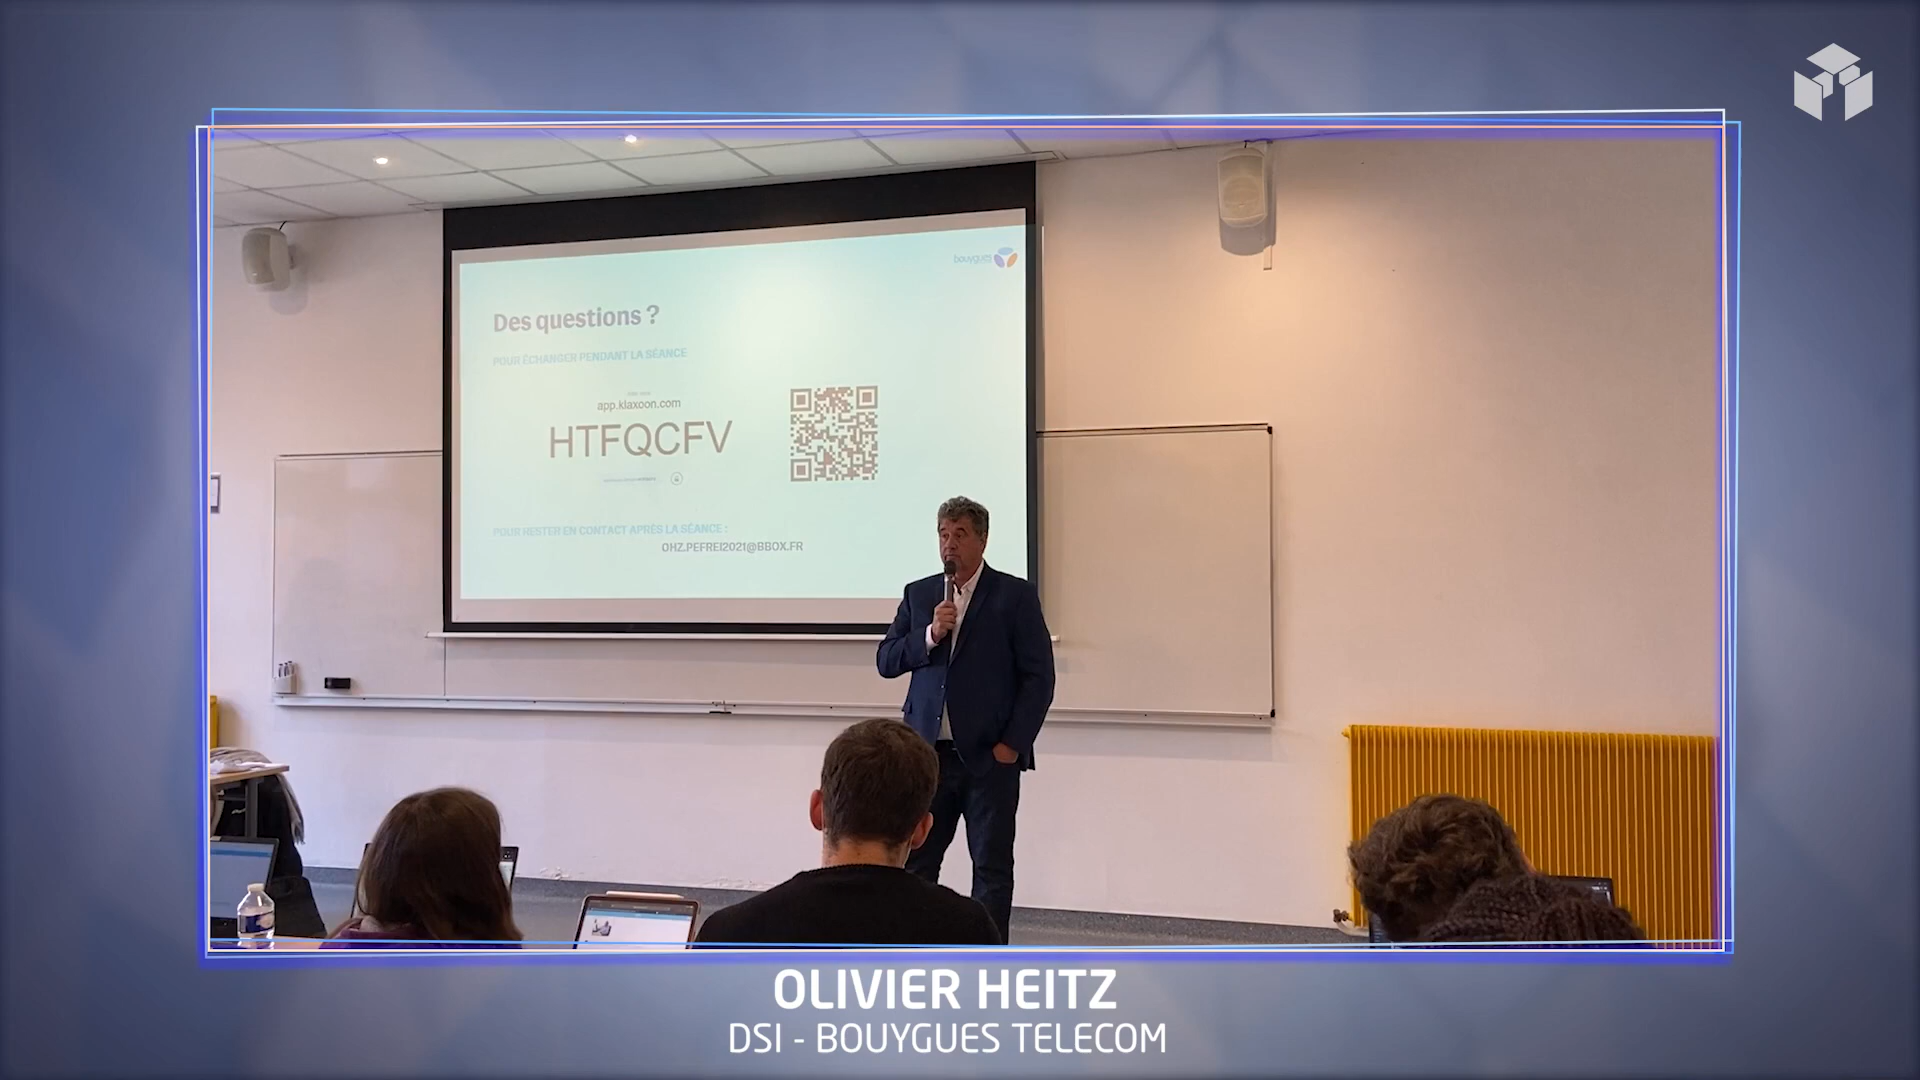 bouygues
Des questions ?
POUR ÉCHANGER PENDANT LA SÉANCE
app.klaxoon.com
HTFQCFV
POUR RESTER EN CONTACT APRÈS LA SÉANCE :
OHZ.PEFREI2021@BBOX.FR
OLIVIER HEITZ
DSI - BOUYGUES TELECOM